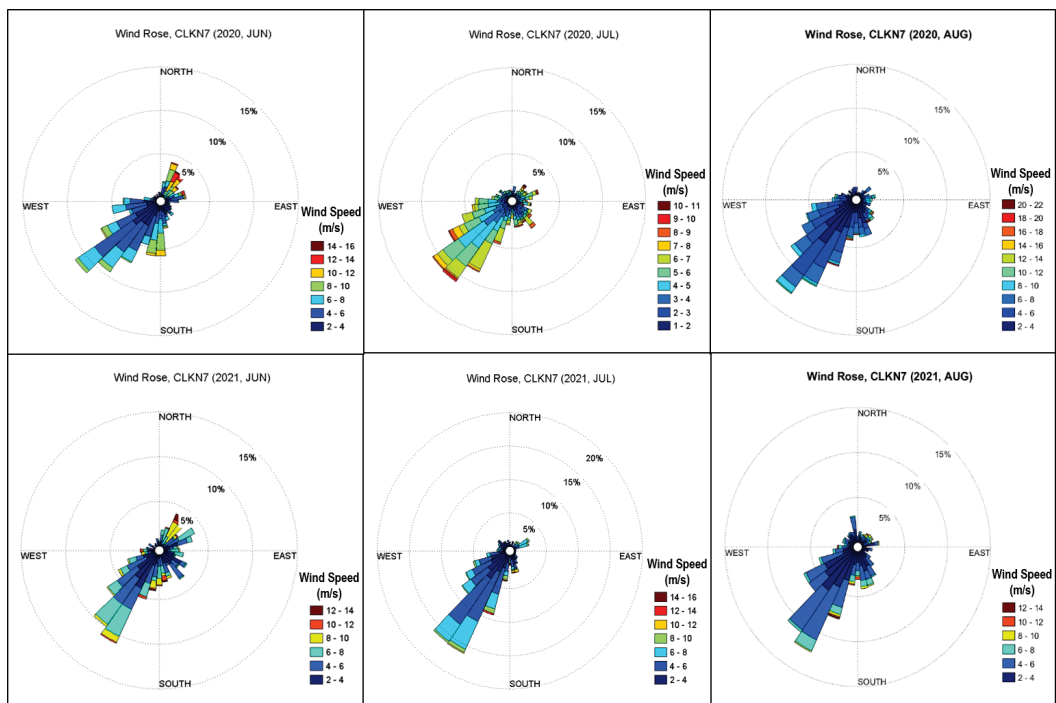 Wind Rose, CLKN7 (2020, JUN)
NORTH
15%
10%
5%
WEST
EAST
SOUTH
Wind Speed
(m/s)
14 - 16
12 - 14
10 - 12
8 - 10
6 - 8
4 - 6
2 - 4
Wind Rose, CLKN7 (2020, JUL)
NORTH
15%
10%
5%
WEST
EAST
SOUTH
Wind Speed
(m/s)
10 - 11
9 - 10
8 - 9
7 - 8
6 - 7
5 - 6
4 - 5
3 - 4
2 - 3
1 - 2
Wind Rose, CLKN7 (2020, AUG)
NORTH
15%
10%
5%
WEST
EAST
SOUTH
Wind Speed
(m/s)
20 - 22
18 - 20
16 - 18
14 - 16
12 - 14
10 - 12
8 - 10
6 - 8
4 - 6
2 - 4
Wind Rose, CLKN7 (2021, JUN)
NORTH
15%
10%
5%
WEST
EAST
SOUTH
Wind Speed
(m/s)
12 - 14
10 - 12
8 - 10
6 - 8
4 - 6
2 - 4
Wind Rose, CLKN7 (2021, JUL)
NORTH
20%
15%
10%
5%
WEST
EAST
SOUTH
Wind Speed
(m/s)
14 - 16
12 - 14
10 - 12
8 - 10
6 - 8
4 - 6
2 - 4
Wind Rose, CLKN7 (2021, AUG)
NORTH
15%
10%
5%
WEST
EAST
SOUTH
Wind Speed
(m/s)
12 - 14
10 - 12
8 - 10
6 - 8
4 - 6
2 - 4